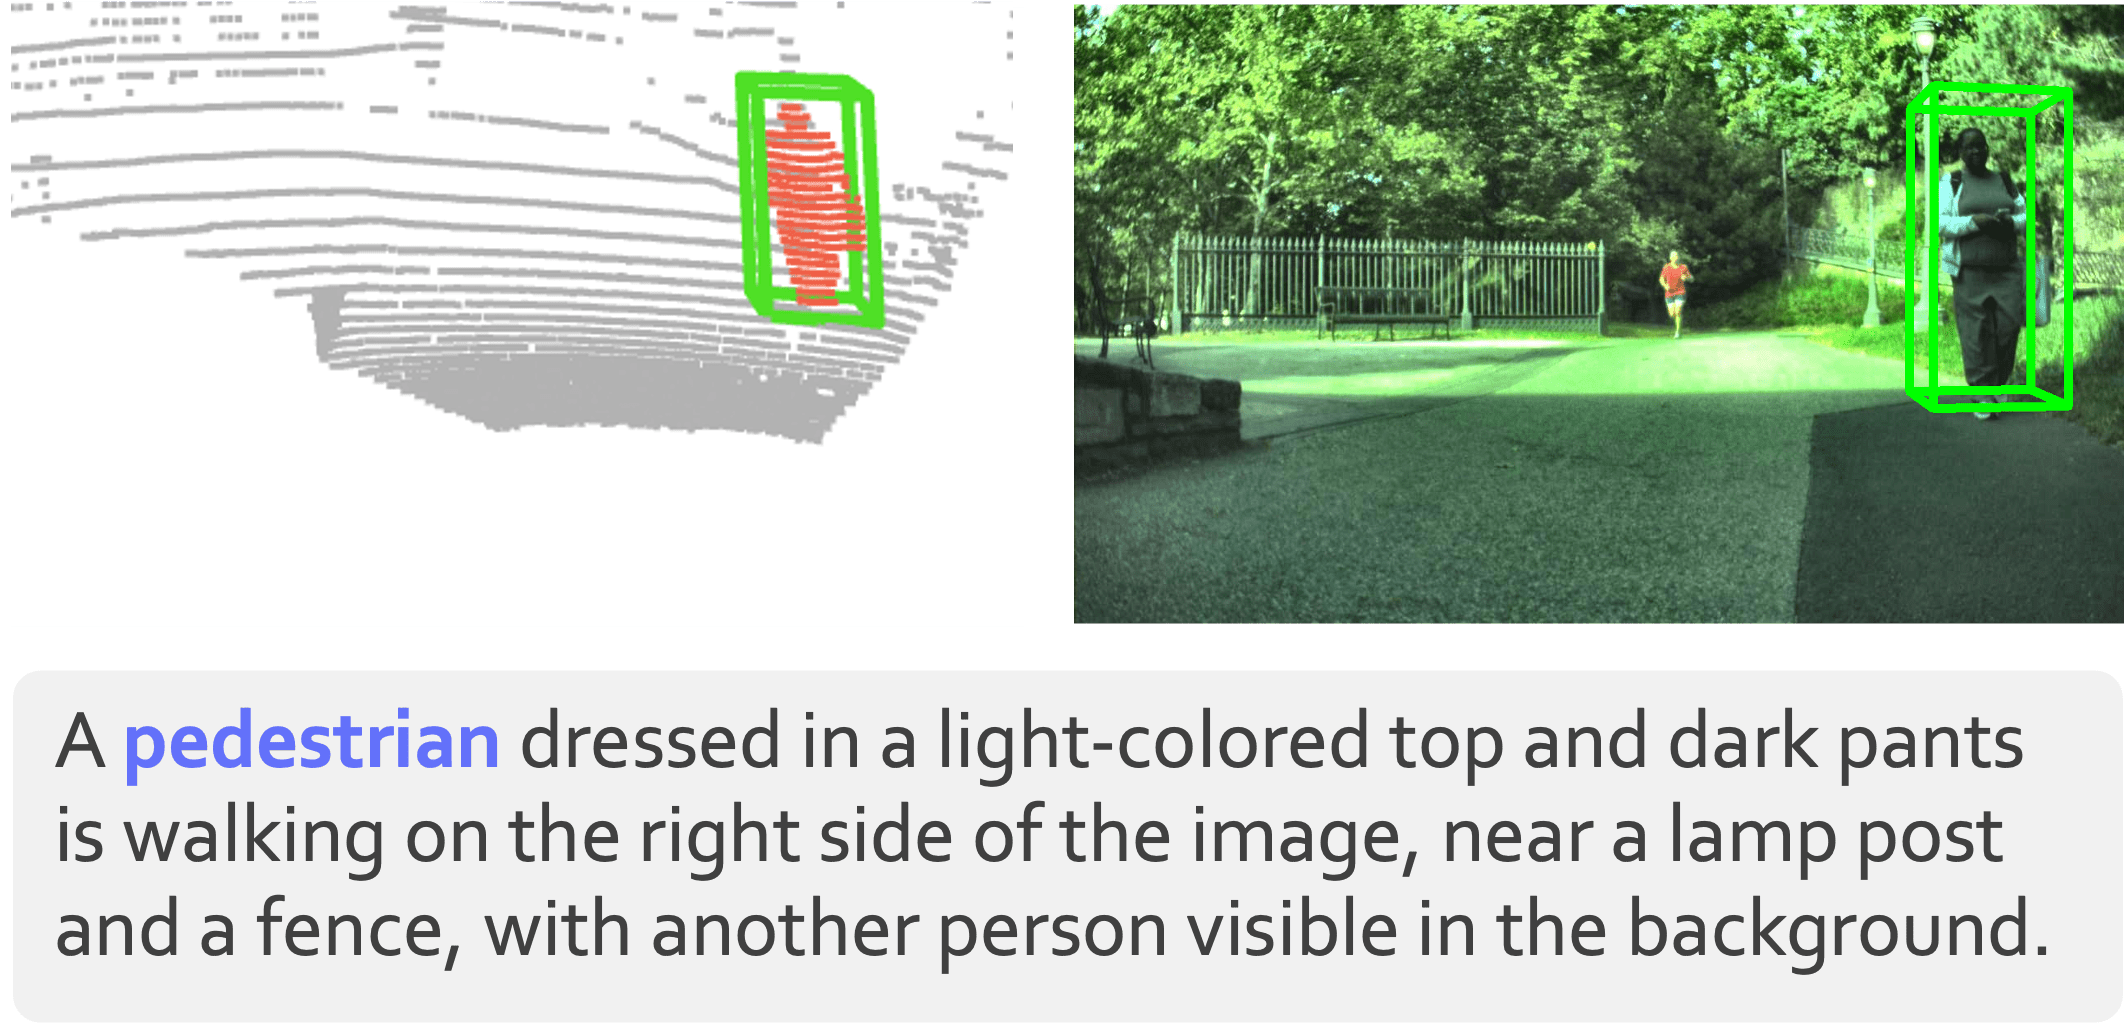 A pedestrian dressed in a light-colored top and dark pants
is walking on the right side of the image, near a lamp post
and a fence, with another person visible in the background.